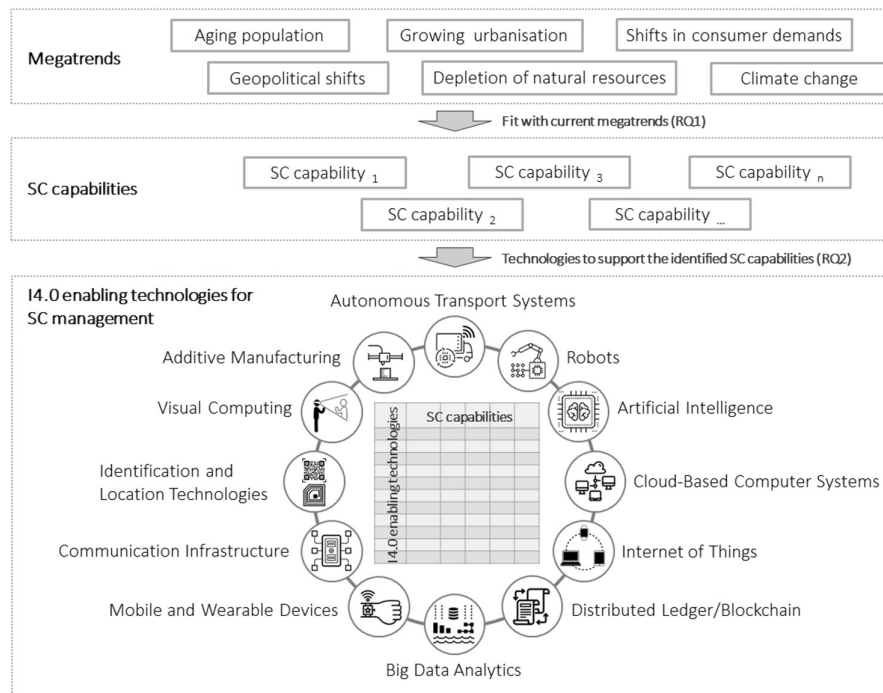 Megatrends
Aging population
Growing urbanisation
Shifts in consumer demands
Geopolitical shifts
Depletion of natural resources
Climate change
Fit with current megatrends (RQ1)
SC capabilities
SC capability 1
SC capability 3
SC capability n
SC capability 2
SC capability ...
Technologies to support the identified SC capabilities (RQ2)
I4.0 enabling technologies for
SC management
Autonomous Transport Systems
Additive Manufacturing
Robots
Visual Computing
Artificial Intelligence
SC capabilities
I4.0 enabling technologies
Identification and
Location Technologies
Cloud-Based Computer Systems
Communication Infrastructure
Internet of Things
Mobile and Wearable Devices
Distributed Ledger/Blockchain
Big Data Analytics